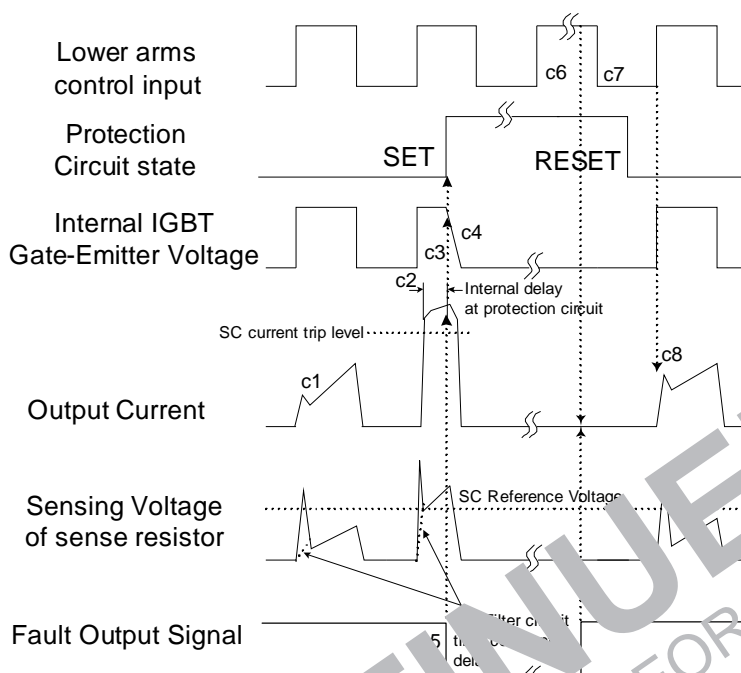 Lower arms
control input
c6
c7
Protection
Circuit state
SET
RESET
Internal IGBT
Gate-Emitter Voltage
c3
c4
c2
Internal delay
at protection circuit
SC current trip level
c1
c8
Output Current
SC Reference Voltage
Sensing Voltage
of sense resistor
Fault Output Signal
5
circuit
FOR